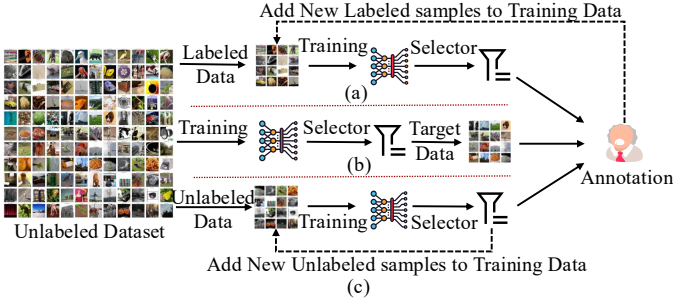 Add New Labeled samples to Training Data
Labeled
Data
Training
Selector
(a)
Training
Selector
Target
Data
(b)
Annotation
Unlabeled
Data
Training
Selector
Unlabeled Dataset
Add New Unlabeled samples to Training Data
(c)